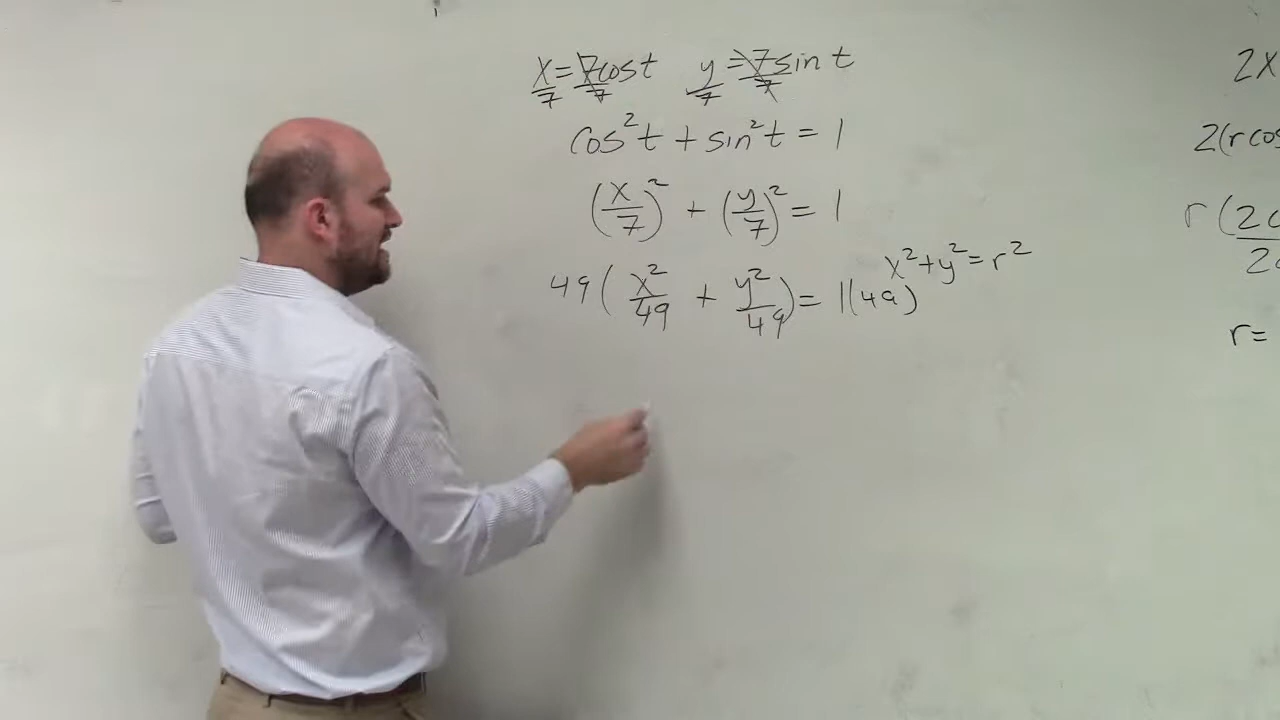 x/7 = 7cost/7 y/7 = 7sin t/7
cos²t + sin²t = 1
(x/7)² + (y/7)² = 1
x²+y²=r²
49(x²/49 + y²/49) = 1(49)
2x
2(rcos
r(2c
2c
r=